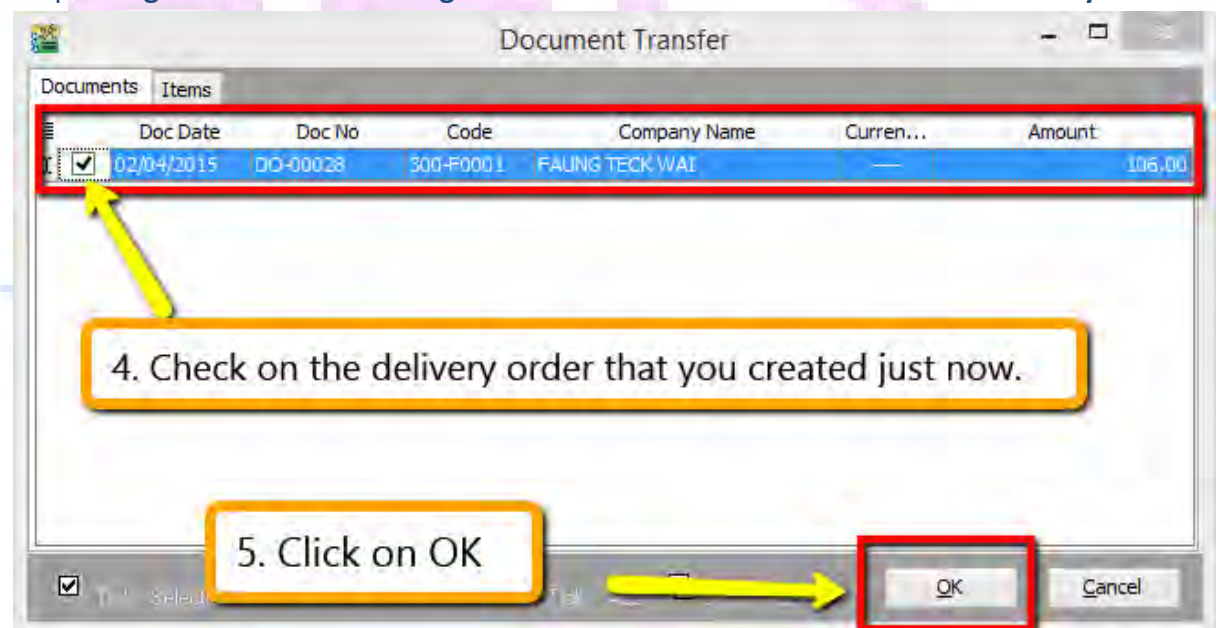 Document Transfer
Documents Items
Doc Date Doc No Code Company Name Curren... Amount
02/04/2015 DO-00028 300-F0001 FAUNG TECK WAI ---- 106.00
4. Check on the delivery order that you created just now.
5. Click on OK
OK Cancel